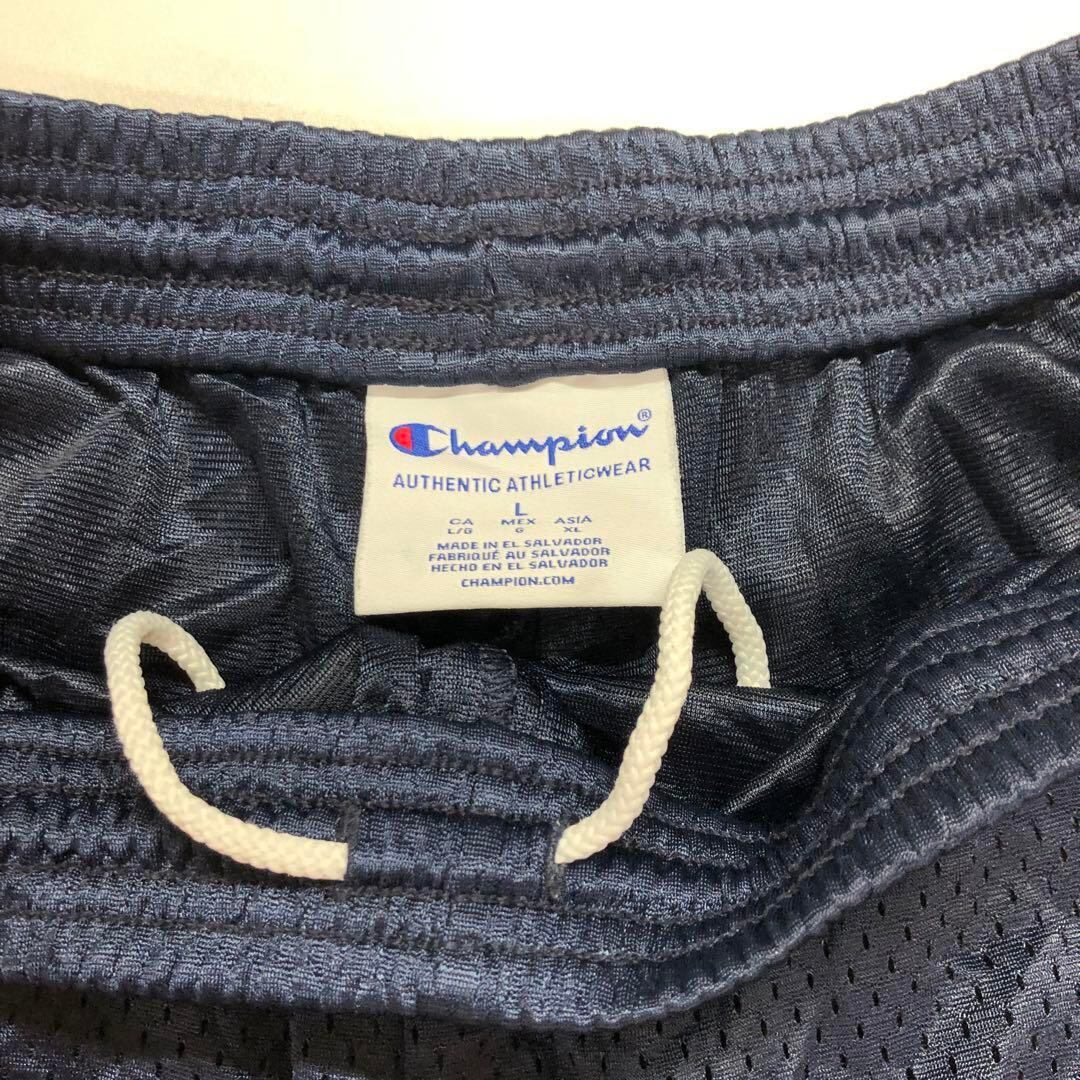 Champion®
AUTHENTIC ATHLETICWEAR
L
CA MEX ASIA
L/G G XL
MADE IN EL SALVADOR
FABRIQUÉ AU SALVADOR
HECHO EN EL SALVADOR
CHAMPION.COM